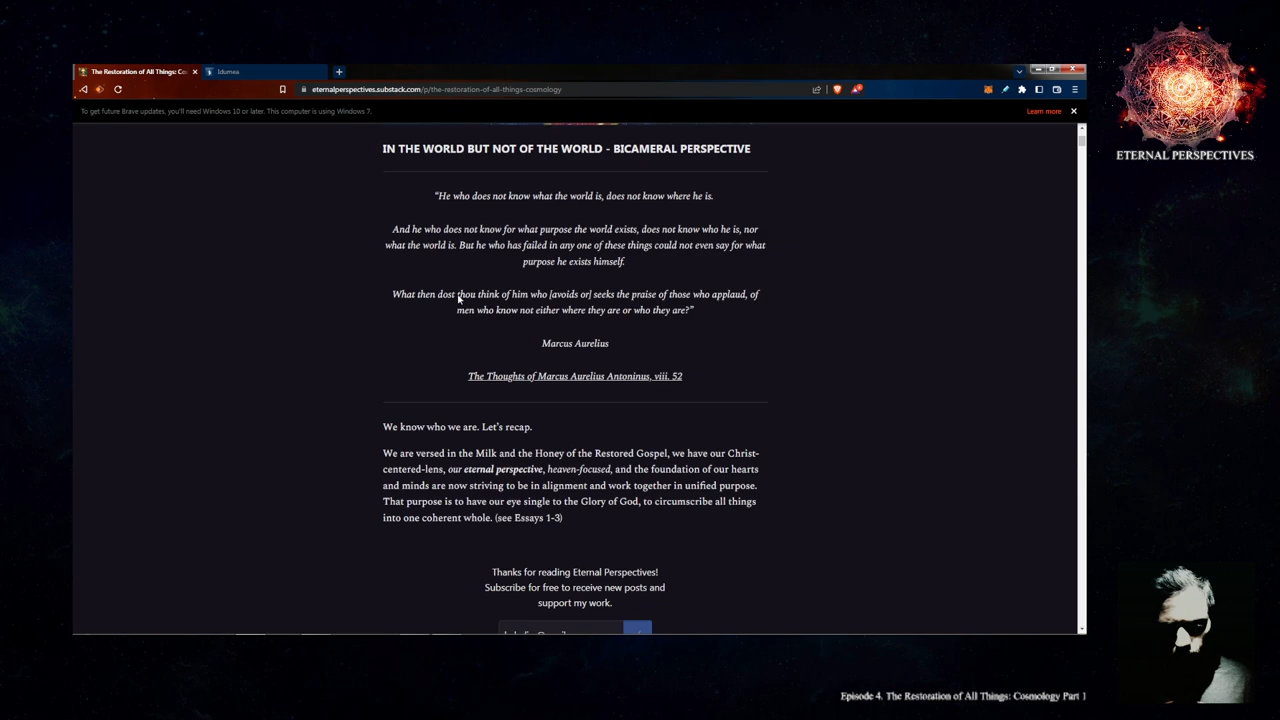 The Restoration of All Things: Co
Idumea
eternalperspectives.substack.com/p/the-restoration-of-all-things-cosmology
To get future Brave updates, you'll need Windows 10 or later. This computer is using Windows 7.
Learn more
ETERNAL PERSPECTIVES
IN THE WORLD BUT NOT OF THE WORLD - BICAMERAL PERSPECTIVE
“He who does not know what the world is, does not know where he is.
And he who does not know for what purpose the world exists, does not know who he is, nor
what the world is. But he who has failed in any one of these things could not even say for what
purpose he exists himself.
What then dost thou think of him who [avoids or] seeks the praise of those who applaud, of
men who know not either where they are or who they are?”
Marcus Aurelius
The Thoughts of Marcus Aurelius Antoninus, viii. 52
We know who we are. Let’s recap.
We are versed in the Milk and the Honey of the Restored Gospel, we have our Christ-
centered-lens, our eternal perspective, heaven-focused, and the foundation of our hearts
and minds are now striving to be in alignment and work together in unified purpose.
That purpose is to have our eye single to the Glory of God, to circumscribe all things
into one coherent whole. (see Essays 1-3)
Thanks for reading Eternal Perspectives!
Subscribe for free to receive new posts and
support my work.
Episode 4. The Restoration of All Things: Cosmology Part 1